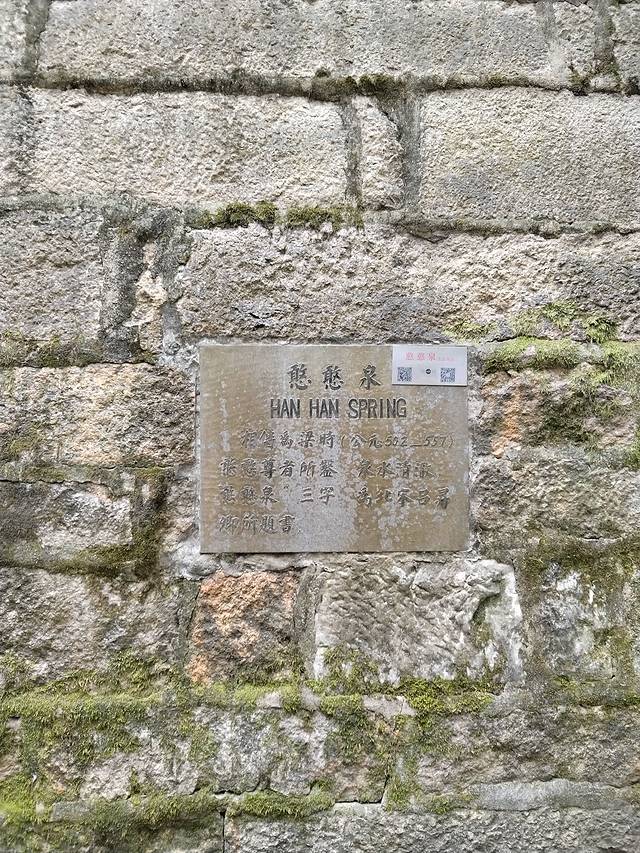 憨憨泉
憨憨泉
HAN HAN SPRING
相傳為梁時(公元502—557)
憨憨尊者所鑿 泉水清冽
憨憨泉 三字 為北宋呂升
卿所題書